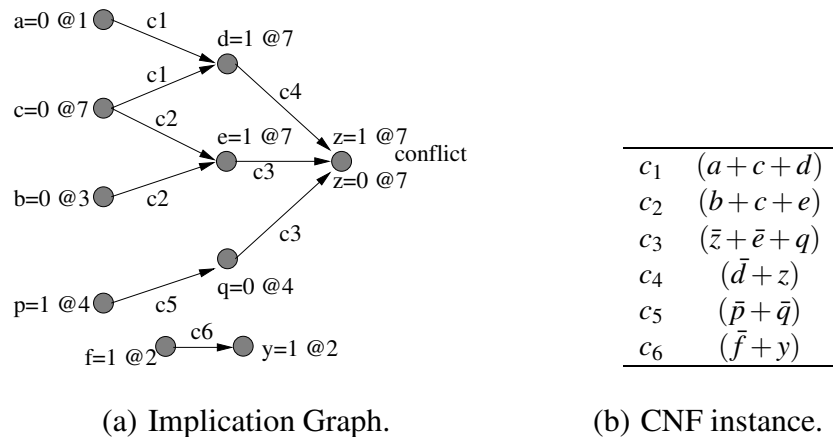 a=0 @1
c1
d=1 @7
c1
c4
c=0 @7
c2
e=1 @7
z=1 @7
conflict
c3
z=0 @7
b=0 @3
c2
c3
q=0 @4
p=1 @4
c5
c6
f=1 @2
y=1 @2
c₁ (a + c + d)
c₂ (b + c + e)
c₃ (z̄ + ē + q)
c₄ (d̄ + z)
c₅ (p̄ + q̄)
c₆ (f̄ + y)
(a) Implication Graph.
(b) CNF instance.